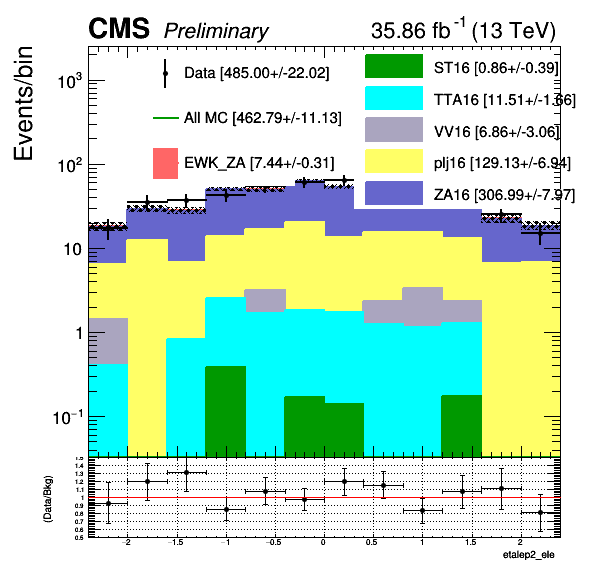 CMS Preliminary 35.86 fb⁻¹ (13 TeV)
Events/bin
10³
10²
10
1
10⁻¹
Data [485.00+/-22.02]
All MC [462.79+/-11.13]
EWK_ZA [7.44+/-0.31]
ST16 [0.86+/-0.39]
TTA16 [11.51+/-1.66]
VV16 [6.86+/-3.06]
plj16 [129.13+/-6.94]
ZA16 [306.99+/-7.97]
(Data/Bkg)
1.5
1.4
1.3
1.2
1.1
1
0.9
0.8
0.7
0.6
0.5
−2 −1.5 −1 −0.5 0 0.5 1 1.5 2
etalep2_ele